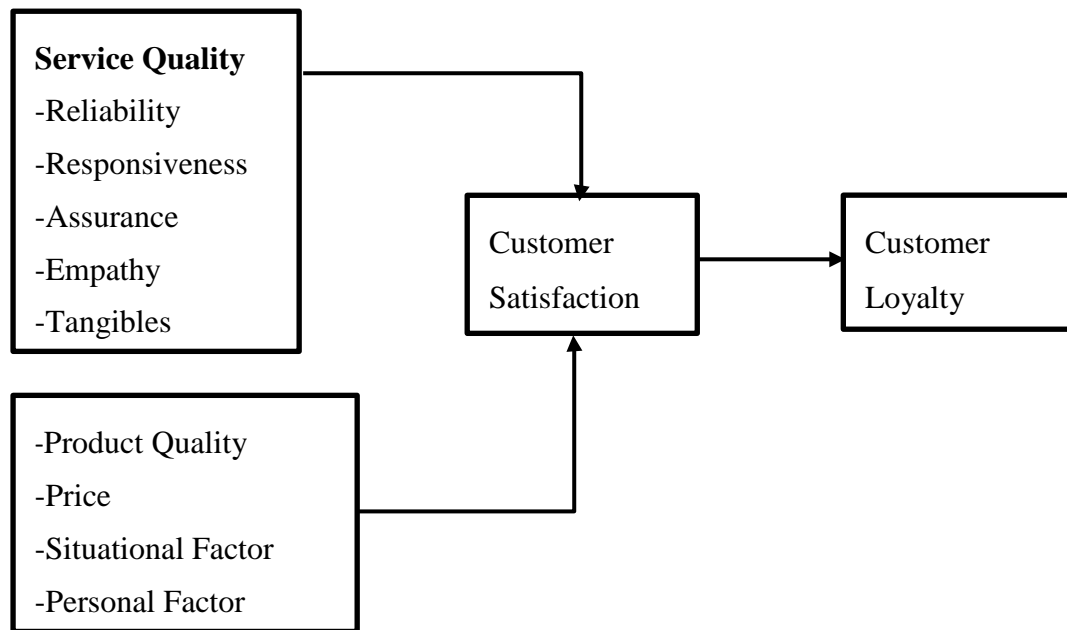 Service Quality
-Reliability
-Responsiveness
-Assurance
-Empathy
-Tangibles
Customer
Satisfaction
Customer
Loyalty
-Product Quality
-Price
-Situational Factor
-Personal Factor